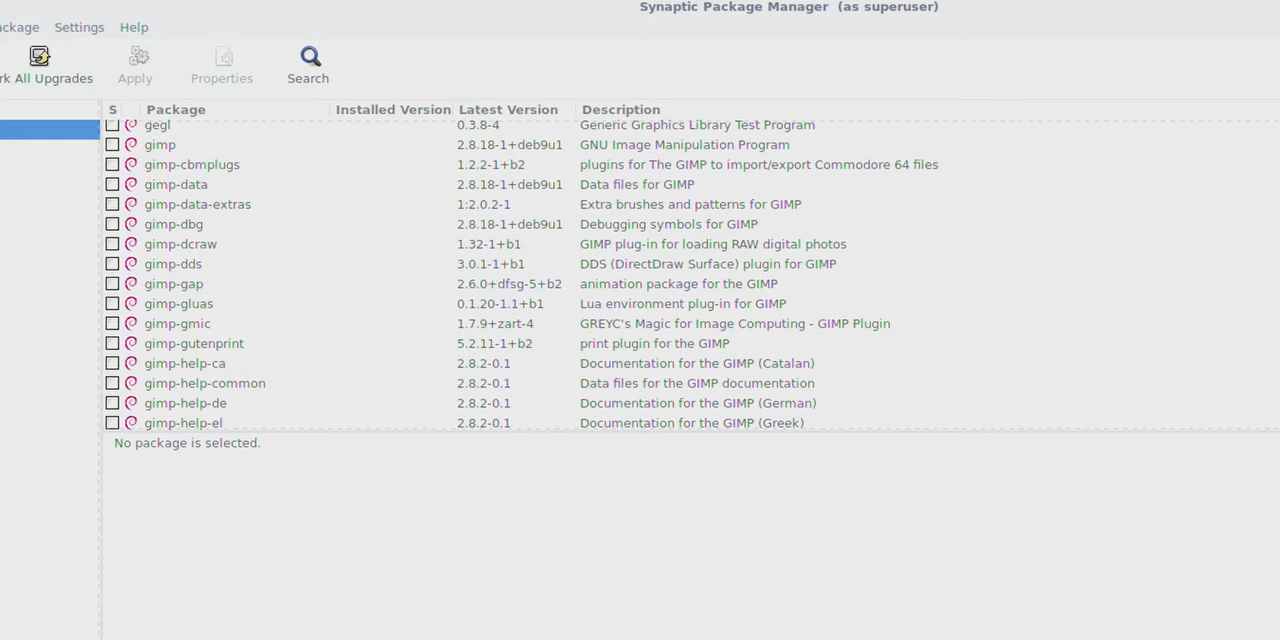 Synaptic Package Manager (as superuser)
ackage Settings Help
rk All Upgrades Apply Properties Search
S Package Installed Version Latest Version Description
gegl 0.3.8-4 Generic Graphics Library Test Program
gimp 2.8.18-1+deb9u1 GNU Image Manipulation Program
gimp-cbmplugs 1.2.2-1+b2 plugins for The GIMP to import/export Commodore 64 files
gimp-data 2.8.18-1+deb9u1 Data files for GIMP
gimp-data-extras 1:2.0.2-1 Extra brushes and patterns for GIMP
gimp-dbg 2.8.18-1+deb9u1 Debugging symbols for GIMP
gimp-dcraw 1.32-1+b1 GIMP plug-in for loading RAW digital photos
gimp-dds 3.0.1-1+b1 DDS (DirectDraw Surface) plugin for GIMP
gimp-gap 2.6.0+dfsg-5+b2 animation package for the GIMP
gimp-gluas 0.1.20-1.1+b1 Lua environment plug-in for GIMP
gimp-gmic 1.7.9+zart-4 GREYC's Magic for Image Computing - GIMP Plugin
gimp-gutenprint 5.2.11-1+b2 print plugin for the GIMP
gimp-help-ca 2.8.2-0.1 Documentation for the GIMP (Catalan)
gimp-help-common 2.8.2-0.1 Data files for the GIMP documentation
gimp-help-de 2.8.2-0.1 Documentation for the GIMP (German)
gimp-help-el 2.8.2-0.1 Documentation for the GIMP (Greek)
No package is selected.